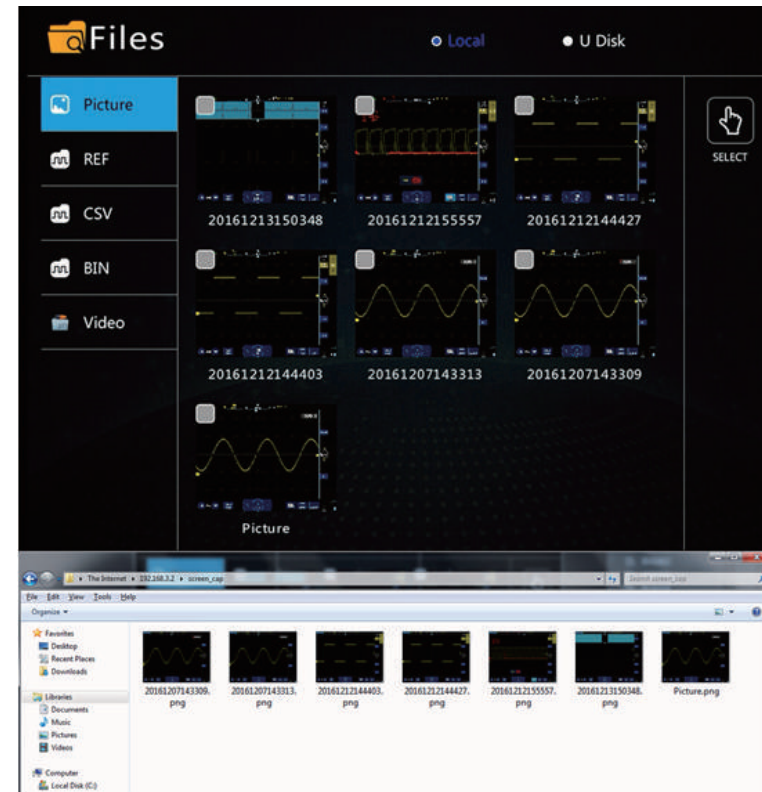 Files
Local
U Disk
Picture
REF
CSV
BIN
Video
SELECT
20161213150348
20161212155557
20161212144427
20161212144403
20161207143313
20161207143309
Picture
The Internet
192.168.3.2
screen_cap
Search screen_cap
File Edit View Tools Help
Organize
Favorites
Desktop
Recent Places
Downloads
Libraries
Documents
Music
Pictures
Videos
Computer
Local Disk (C:)
20161207143309.
png
20161207143313.
png
20161212144403.
png
20161212144427.
png
20161212155557.
png
20161213150348.
png
Picture.png